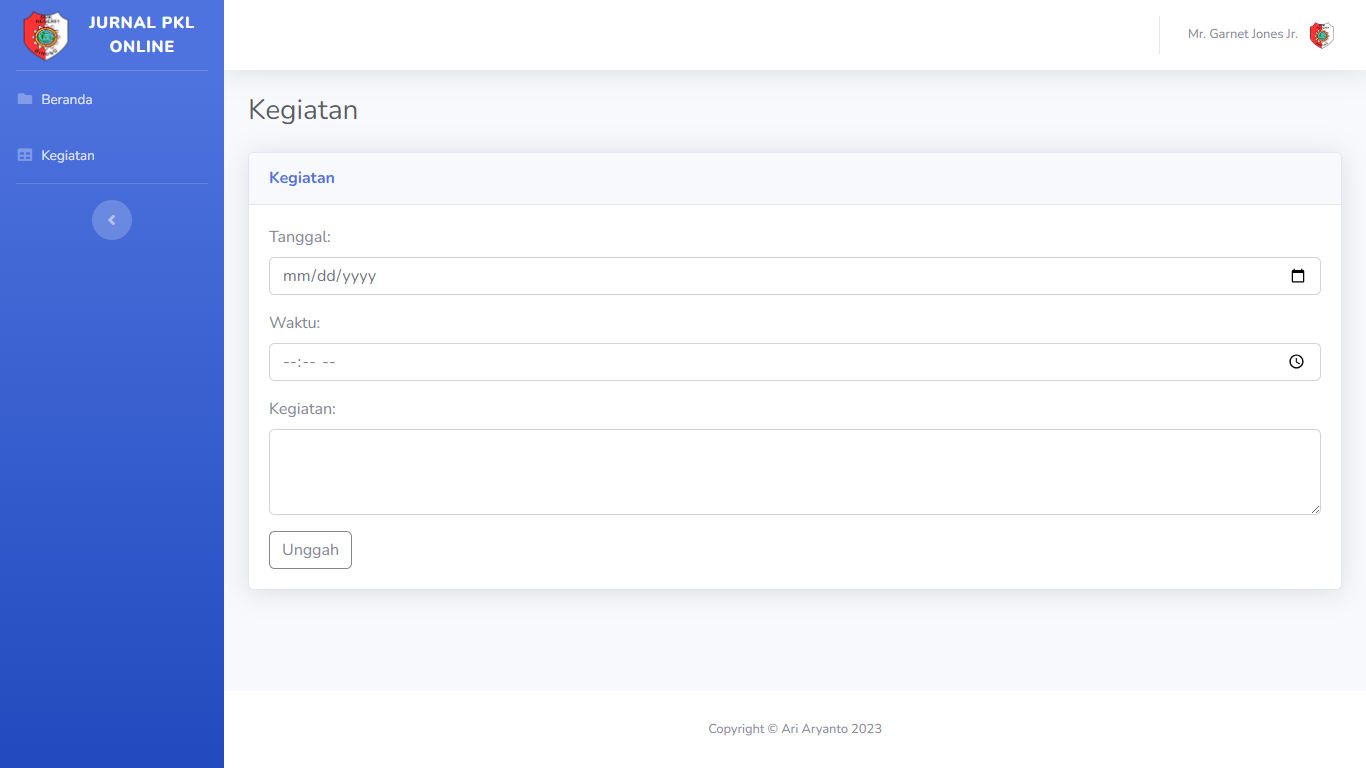 JURNAL PKL
ONLINE
Mr. Garnet Jones Jr.
Beranda
Kegiatan
Kegiatan
Kegiatan
Tanggal:
mm/dd/yyyy
Waktu:
--:-- --
Kegiatan:
Unggah
Copyright © Ari Aryanto 2023